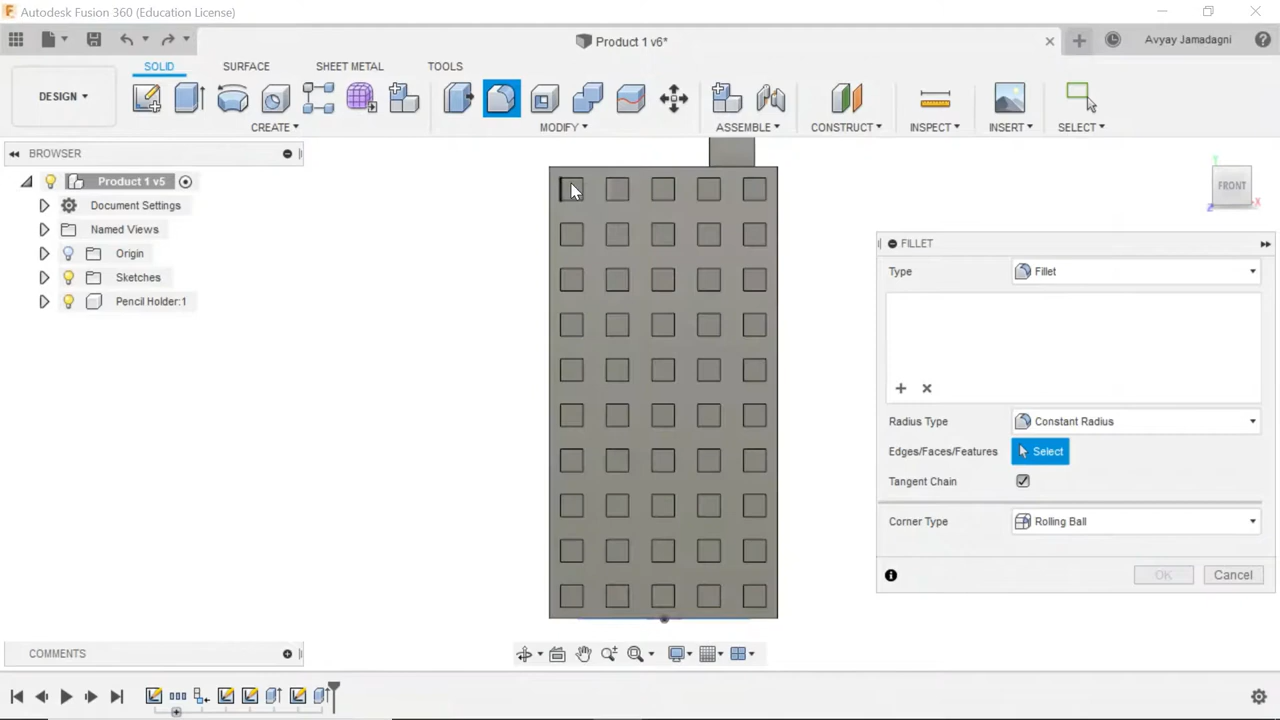 Autodesk Fusion 360 (Education License)
Product 1 v6*
Avyay Jamadagni
SOLID
SURFACE
SHEET METAL
TOOLS
DESIGN
CREATE
MODIFY
ASSEMBLE
CONSTRUCT
INSPECT
INSERT
SELECT
BROWSER
Product 1 v5
Document Settings
Named Views
Origin
Sketches
Pencil Holder:1
FRONT
Y
X
Z
FILLET
Type
Fillet
Radius Type
Constant Radius
Edges/Faces/Features
Select
Tangent Chain
Corner Type
Rolling Ball
OK
Cancel
COMMENTS